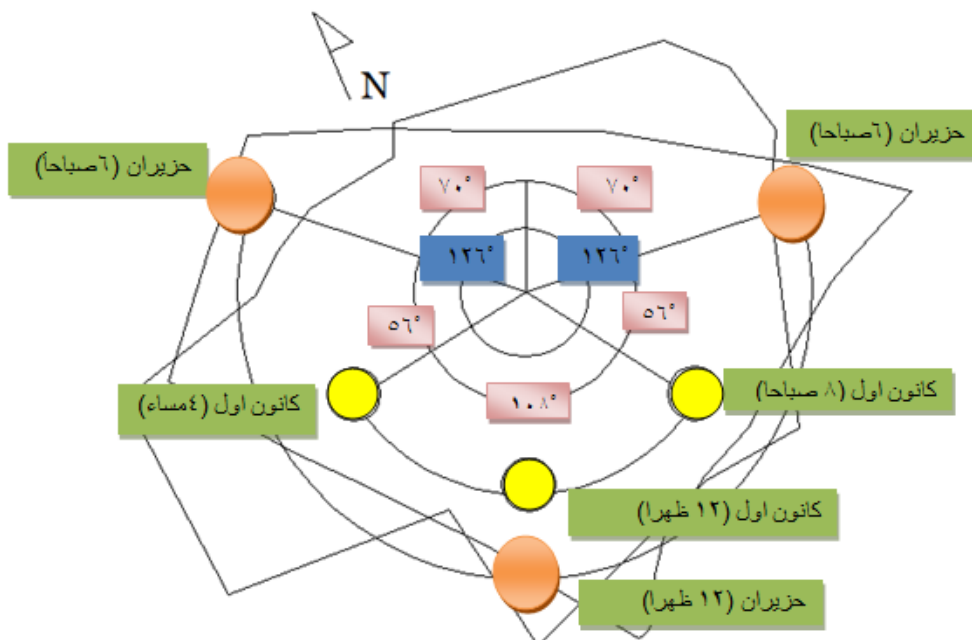 N
حزيران (٦صباحا)
حزيران (٦صباحاً)
٧٠°
٧٠°
١٢٦°
١٢٦°
٥٦°
٥٦°
١٠٨°
كانون اول (٨ صباحا)
كانون اول (٤مساء)
كانون اول (١٢ ظهرا)
حزيران (١٢ ظهرا)